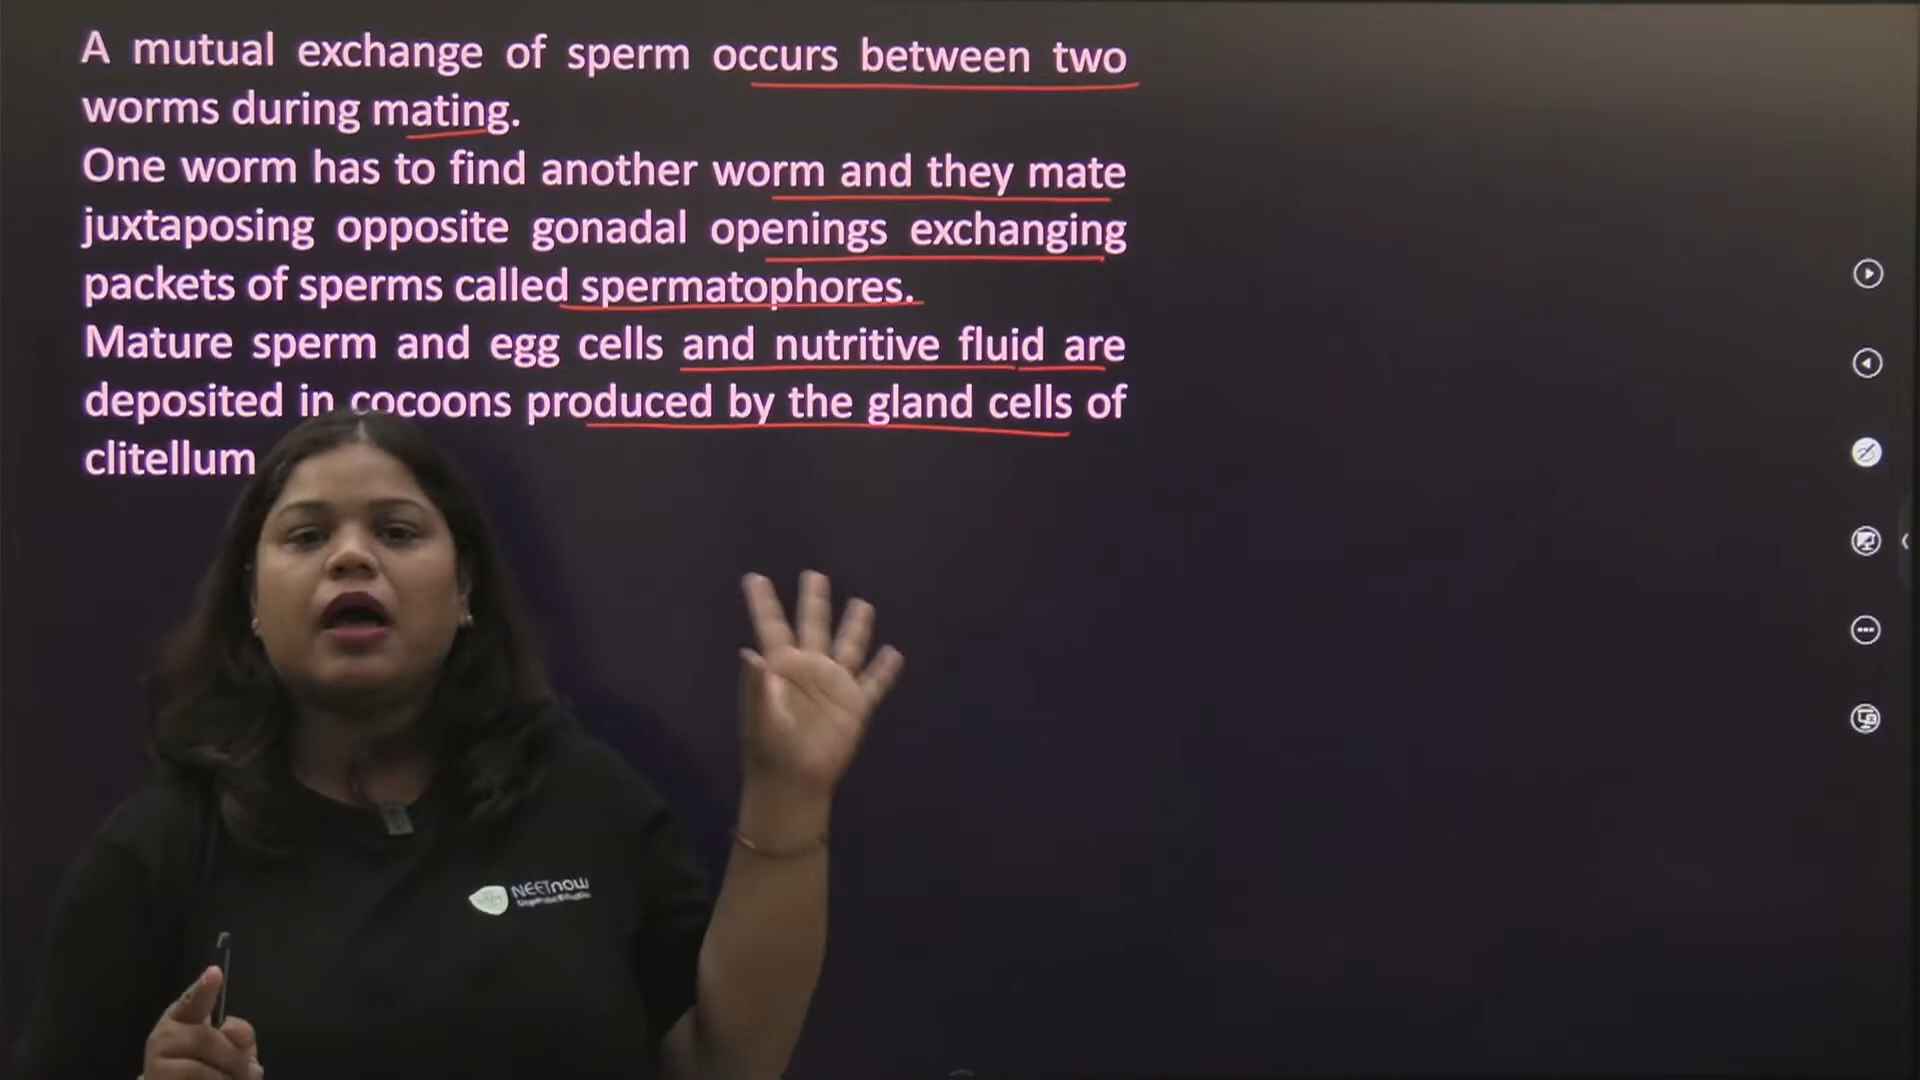 A mutual exchange of sperm occurs between two
worms during mating.
One worm has to find another worm and they mate
juxtaposing opposite gonadal openings exchanging
packets of sperms called spermatophores.
Mature sperm and egg cells and nutritive fluid are
deposited in cocoons produced by the gland cells of
clitellum
NEETnow